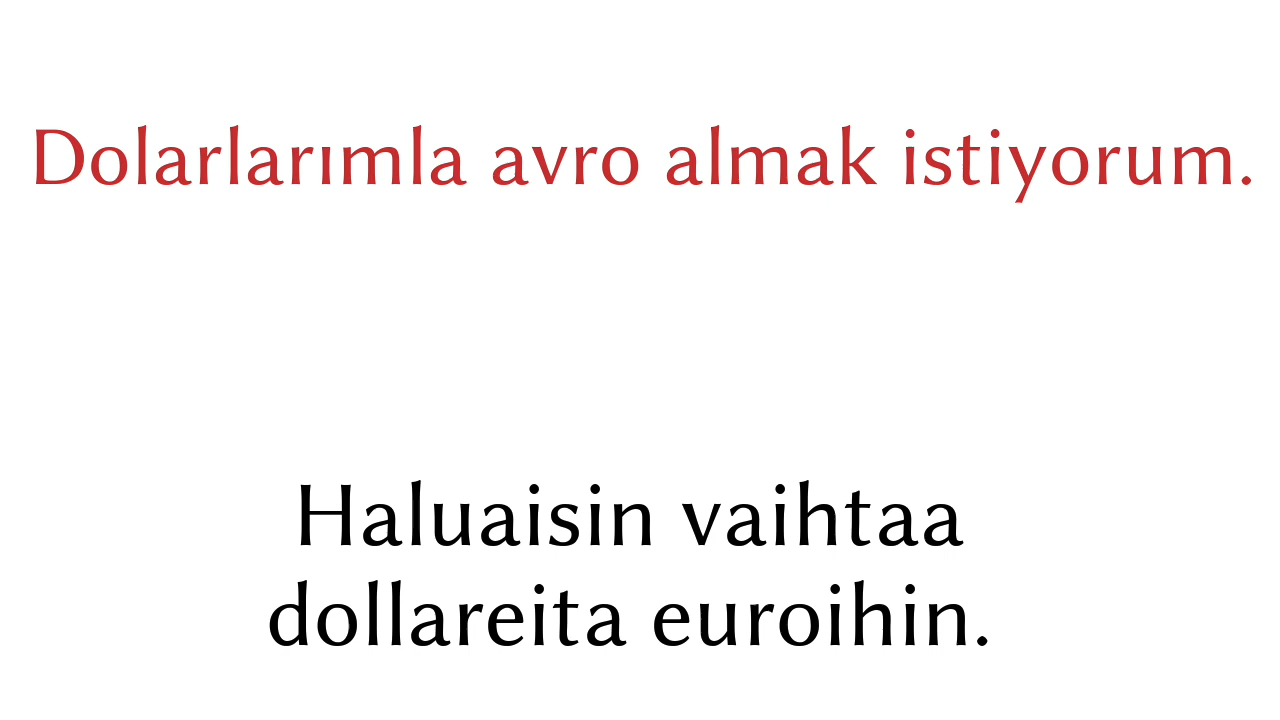 Dolarlarımla avro almak istiyorum.
Haluaisin vaihtaa
dollareita euroihin.